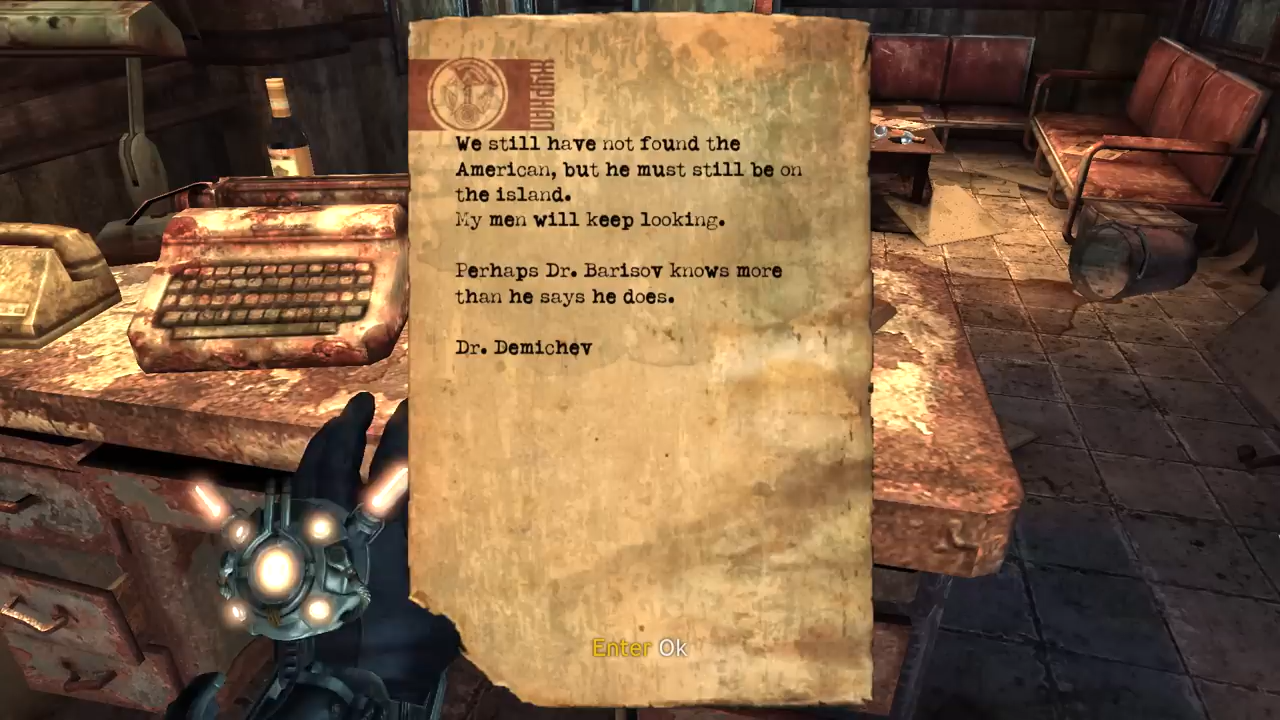 We still have not found the
American, but he must still be on
the island.
My men will keep looking.
Perhaps Dr. Barisov knows more
than he says he does.
Dr. Demichev
Enter Ok